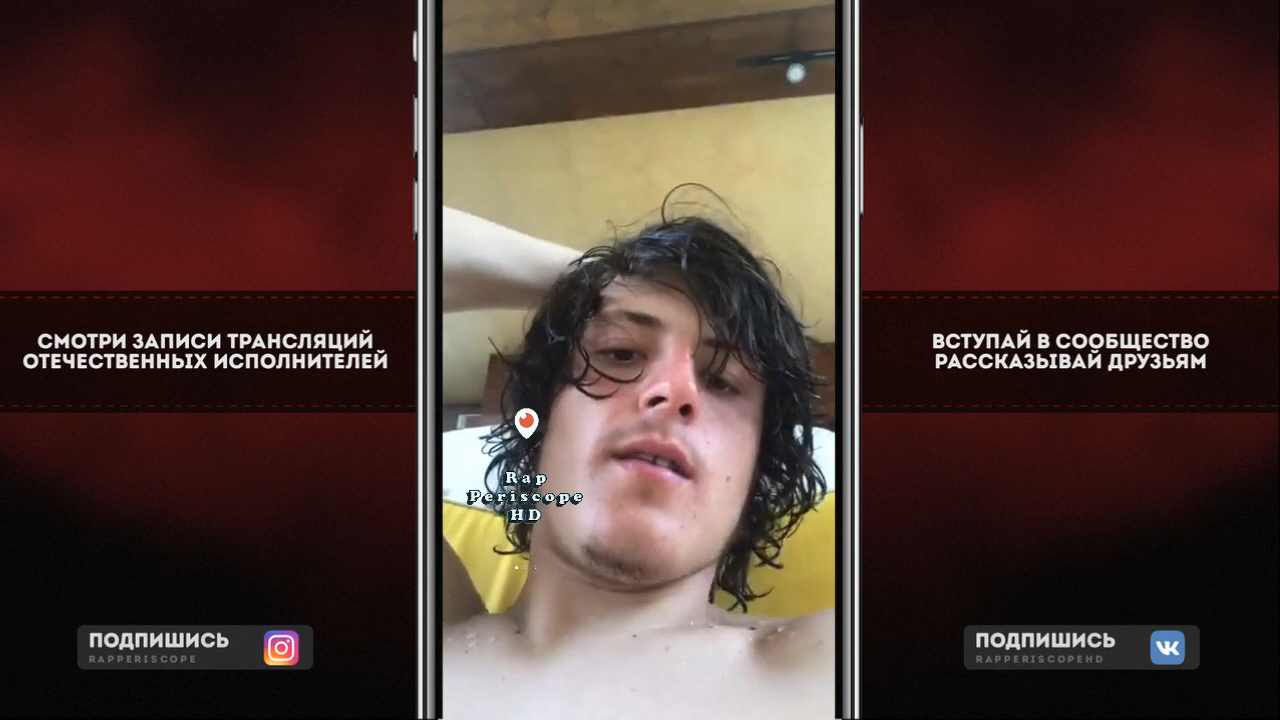 СМОТРИ ЗАПИСИ ТРАНСЛЯЦИЙ
ОТЕЧЕСТВЕННЫХ ИСПОЛНИТЕЛЕЙ
ПОДПИШИСЬ
RAPPERISCOPE
Rap
Periscope
HD
ВСТУПАЙ В СООБЩЕСТВО
РАССКАЗЫВАЙ ДРУЗЬЯМ
ПОДПИШИСЬ
RAPPERISCOPEHD